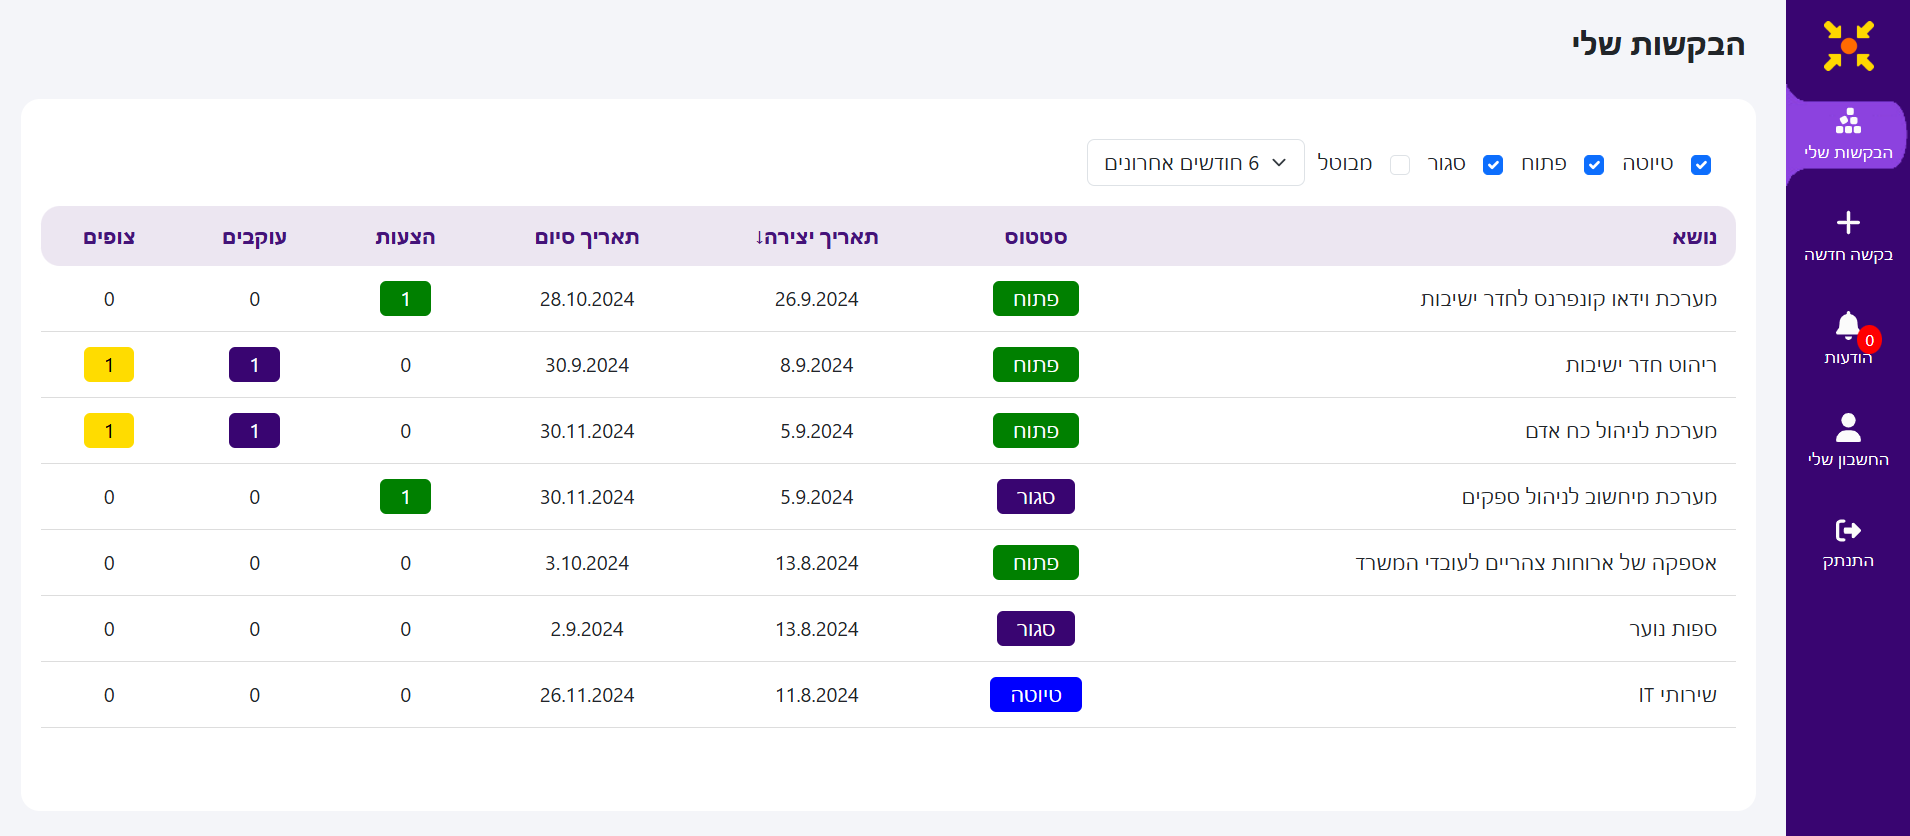 הבקשות שלי
טיוטה פתוח סגור מבוטל 6 חודשים אחרונים
נושא סטטוס תאריך יצירה↓ תאריך סיום הצעות עוקבים צופים
מערכת וידאו קונפרנס לחדר ישיבות פתוח 26.9.2024 28.10.2024 1 0 0
ריהוט חדר ישיבות פתוח 8.9.2024 30.9.2024 0 1 1
מערכת לניהול כח אדם פתוח 5.9.2024 30.11.2024 0 1 1
מערכת מיחשוב לניהול ספקים סגור 5.9.2024 30.11.2024 1 0 0
אספקה של ארוחות צהריים לעובדי המשרד פתוח 13.8.2024 3.10.2024 0 0 0
ספות נוער סגור 13.8.2024 2.9.2024 0 0 0
שירותי IT טיוטה 11.8.2024 26.11.2024 0 0 0
הבקשות שלי
בקשה חדשה
0
הודעות
החשבון שלי
התנתק